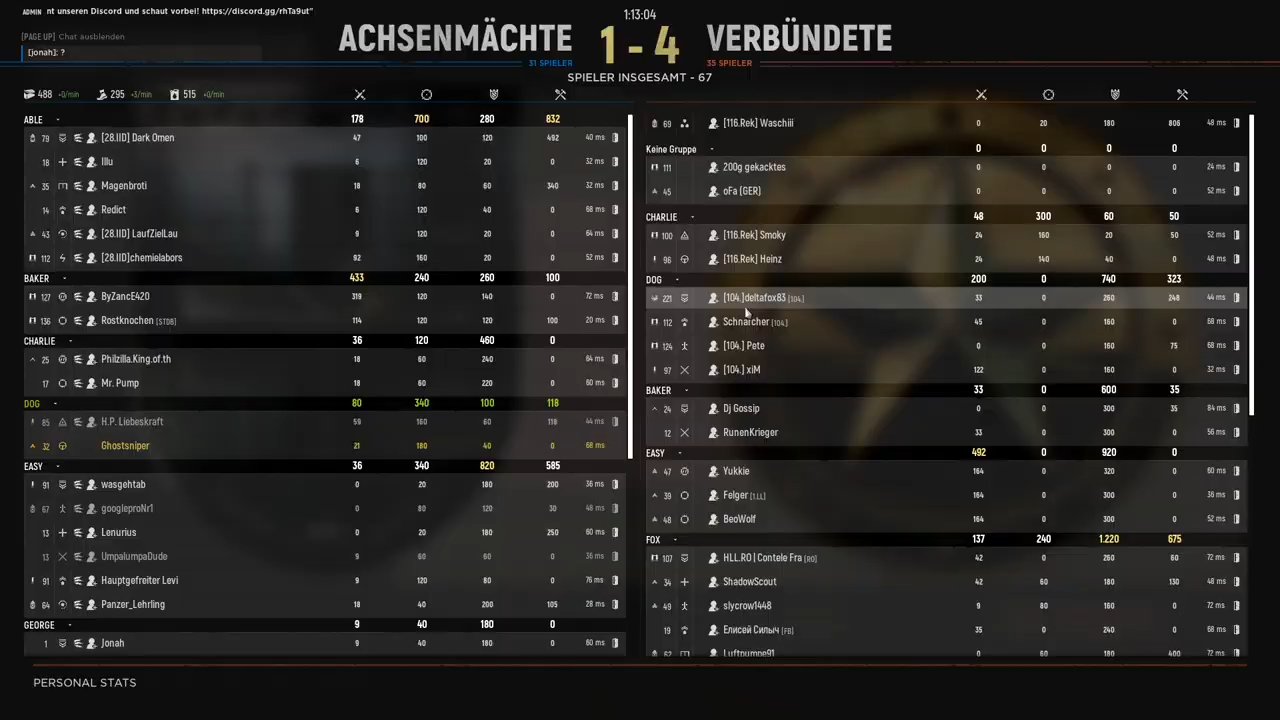 ADMIN nt unseren Discord und schaut vorbei! https://discord.gg/rhTa9ut"
[PAGE UP] Chat ausblenden
[jonah]: ?
1:13:04
ACHSENMÄCHTE 1 - 4 VERBÜNDETE
31 SPIELER 35 SPIELER
SPIELER INSGESAMT - 67
488 +0/min 295 +3/min 515 +0/min
ABLE - 178 700 280 832
79 [28.IID] Dark Omen 47 100 120 492 40 ms
18 Illu 6 120 20 0 32 ms
35 Magenbroti 18 80 60 340 32 ms
14 Redict 6 120 40 0 68 ms
43 [28.IID] LaufZielLau 9 120 20 0 64 ms
112 [28.IID]chemielabors 92 160 20 0 52 ms
BAKER - 433 240 260 100
127 ByZancE420 319 120 140 0 72 ms
136 Rostknochen [STDB] 114 120 120 100 20 ms
CHARLIE - 36 120 460 0
25 Philzilla.King.of.th 18 60 240 0 64 ms
17 Mr. Pump 18 60 220 0 60 ms
DOG - 80 340 100 118
85 H.P. Liebeskraft 59 160 60 118 44 ms
32 Ghostsniper 21 180 40 0 68 ms
EASY - 36 340 820 585
91 wasgehtab 0 20 180 200 36 ms
67 googleproNr1 0 80 120 30 48 ms
13 Lenurius 0 20 180 250 60 ms
13 UmpalumpaDude 9 60 60 0 36 ms
91 Hauptgefreiter Levi 9 120 80 0 76 ms
64 Panzer_Lehrling 18 40 200 105 28 ms
GEORGE - 9 40 180 0
1 Jonah 9 40 180 0 60 ms
69 [116.Rek] Waschiii 0 20 180 806 48 ms
Keine Gruppe - 0 0 0 0
111 200g gekacktes 0 0 0 0 24 ms
45 oFa (GER) 0 0 0 0 52 ms
CHARLIE - 48 300 60 50
100 [116.Rek] Smoky 24 160 20 50 52 ms
96 [116.Rek] Heinz 24 140 40 0 48 ms
DOG - 200 0 740 323
221 [104.]deltafox83 [104.] 33 0 260 248 44 ms
112 Schnarcher [104.] 45 0 160 0 68 ms
124 [104.] Pete 0 0 160 75 68 ms
97 [104.] xiM 122 0 160 0 32 ms
BAKER - 33 0 600 35
24 Dj Gossip 0 0 300 35 84 ms
12 RunenKrieger 33 0 300 0 56 ms
EASY - 492 0 920 0
47 Yukkie 164 0 320 0 60 ms
39 Felger [1.LL] 164 0 300 0 36 ms
48 BeoWolf 164 0 300 0 52 ms
FOX - 137 240 1.220 675
107 HLL.RO | Contele Fra [RO] 42 0 260 60 72 ms
34 ShadowScout 42 60 180 130 48 ms
49 slycrow1448 9 80 160 0 72 ms
19 Елисей Силыч [FB] 35 0 240 0 68 ms
62 Luftpumpe91 0 60 180 400 72 ms
PERSONAL STATS